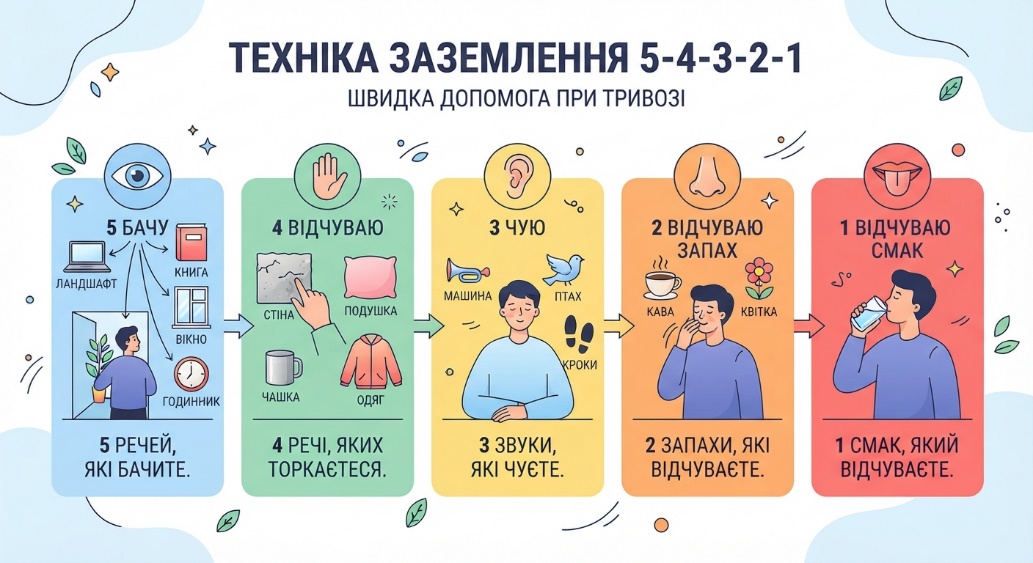 ТЕХНІКА ЗАЗЕМЛЕННЯ 5-4-3-2-1
ШВИДКА ДОПОМОГА ПРИ ТРИВОЗІ
5 БАЧУ
ЛАНДШАФТ
КНИГА
ВІКНО
ГОДИННИК
5 РЕЧЕЙ,
ЯКІ БАЧИТЕ.
4 ВІДЧУВАЮ
СТІНА
ПОДУШКА
ЧАШКА
ОДЯГ
4 РЕЧІ, ЯКИХ
ТОРКАЄТЕСЯ.
3 ЧУЮ
МАШИНА
ПТАХ
КРОКИ
3 ЗВУКИ,
ЯКІ ЧУЄТЕ.
2 ВІДЧУВАЮ
ЗАПАХ
КАВА
КВІТКА
2 ЗАПАХИ, ЯКІ
ВІДЧУВАЄТЕ.
1 ВІДЧУВАЮ
СМАК
1 СМАК, ЯКИЙ
ВІДЧУВАЄТЕ.